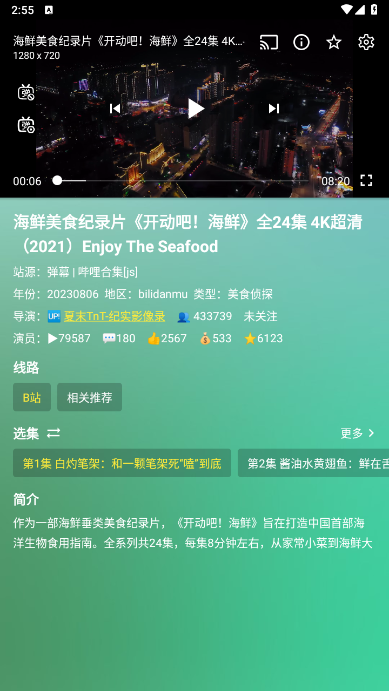 2:55
海鲜美食纪录片《开动吧！海鲜》全24集 4K...
1280 x 720
00:06
08:20
海鲜美食纪录片《开动吧！海鲜》全24集 4K超清
（2021）Enjoy The Seafood
站源：弹幕 | 哔哩合集[js]
年份：20230806 地区：bilidanmu 类型：美食侦探
导演：UP! 夏末TnT-纪实影像录 👥 433739 未关注
演员：▶79587 💬180 👍2567 💰533 ⭐6123
线路
B站 相关推荐
选集 更多
第1集 白灼笔架：和一颗笔架死“嗑”到底 第2集 酱油水黄翅鱼：鲜在舌
简介
作为一部海鲜垂类美食纪录片，《开动吧！海鲜》旨在打造中国首部海
洋生物食用指南。全系列共24集，每集8分钟左右，从家常小菜到海鲜大